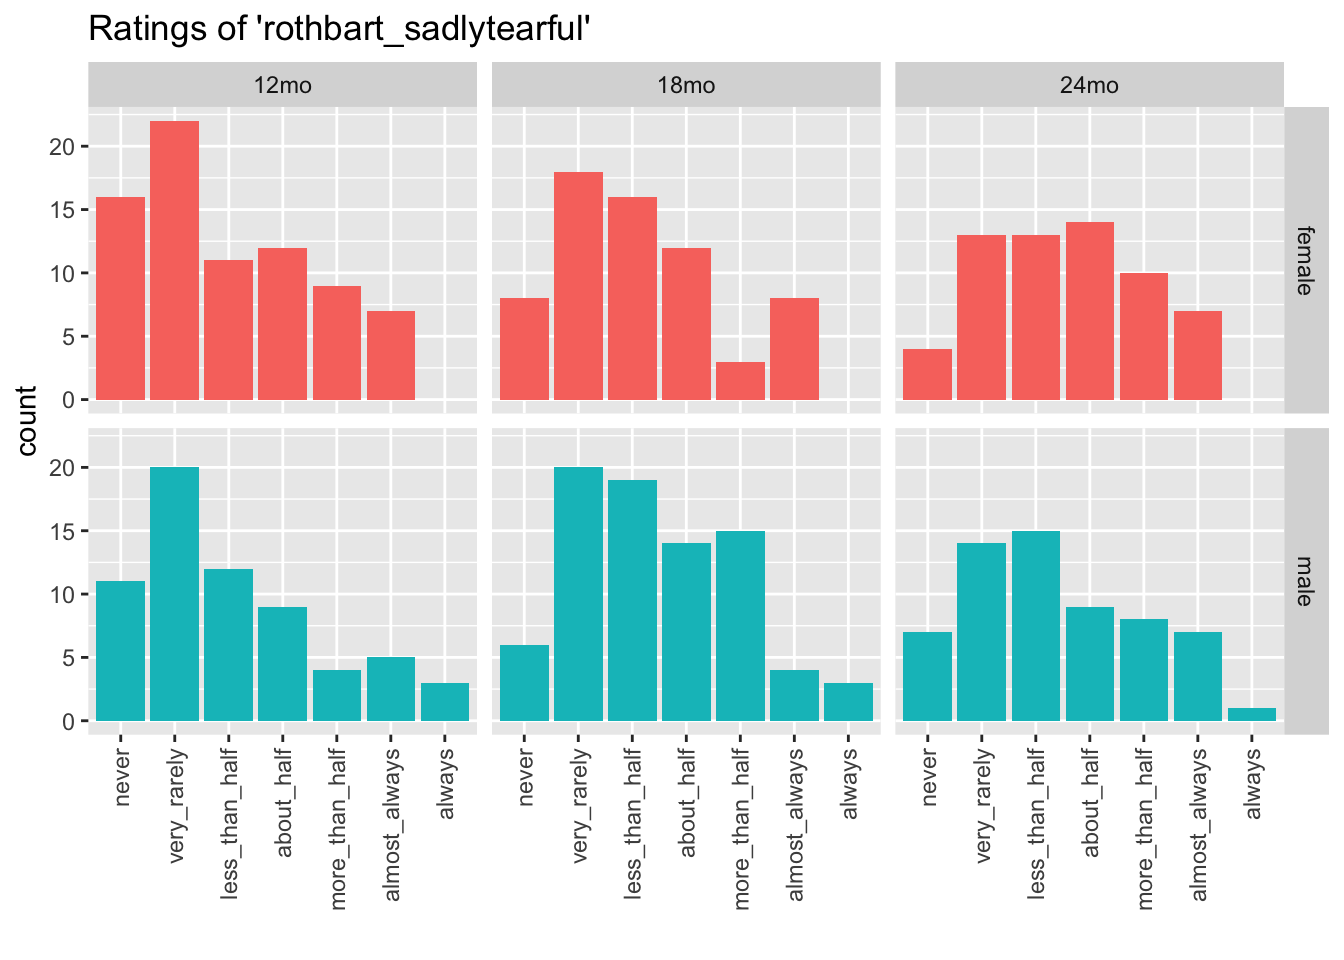 Ratings of 'rothbart_sadlytearful'
12mo 18mo 24mo
count
20
15
10
5
0
female
20
15
10
5
0
male
never very_rarely less_than_half about_half more_than_half almost_always always
never very_rarely less_than_half about_half more_than_half almost_always always
never very_rarely less_than_half about_half more_than_half almost_always always